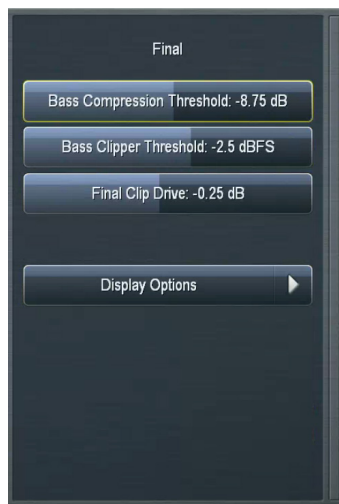 Final
Bass Compression Threshold: -8.75 dB
Bass Clipper Threshold: -2.5 dBFS
Final Clip Drive: -0.25 dB
Display Options